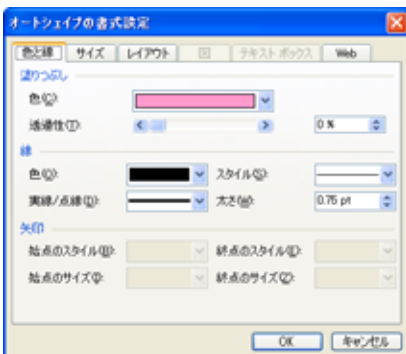 オートシェイプの書式設定
色と線 サイズ レイアウト 図 テキスト ボックス Web
塗りつぶし
色(C):
透過性(T): 0 %
線
色(O): スタイル(S):
実線/点線(D): 太さ(W): 0.75 pt
矢印
始点のスタイル(B): 終点のスタイル(E):
始点のサイズ(I): 終点のサイズ(Z):
OK キャンセル